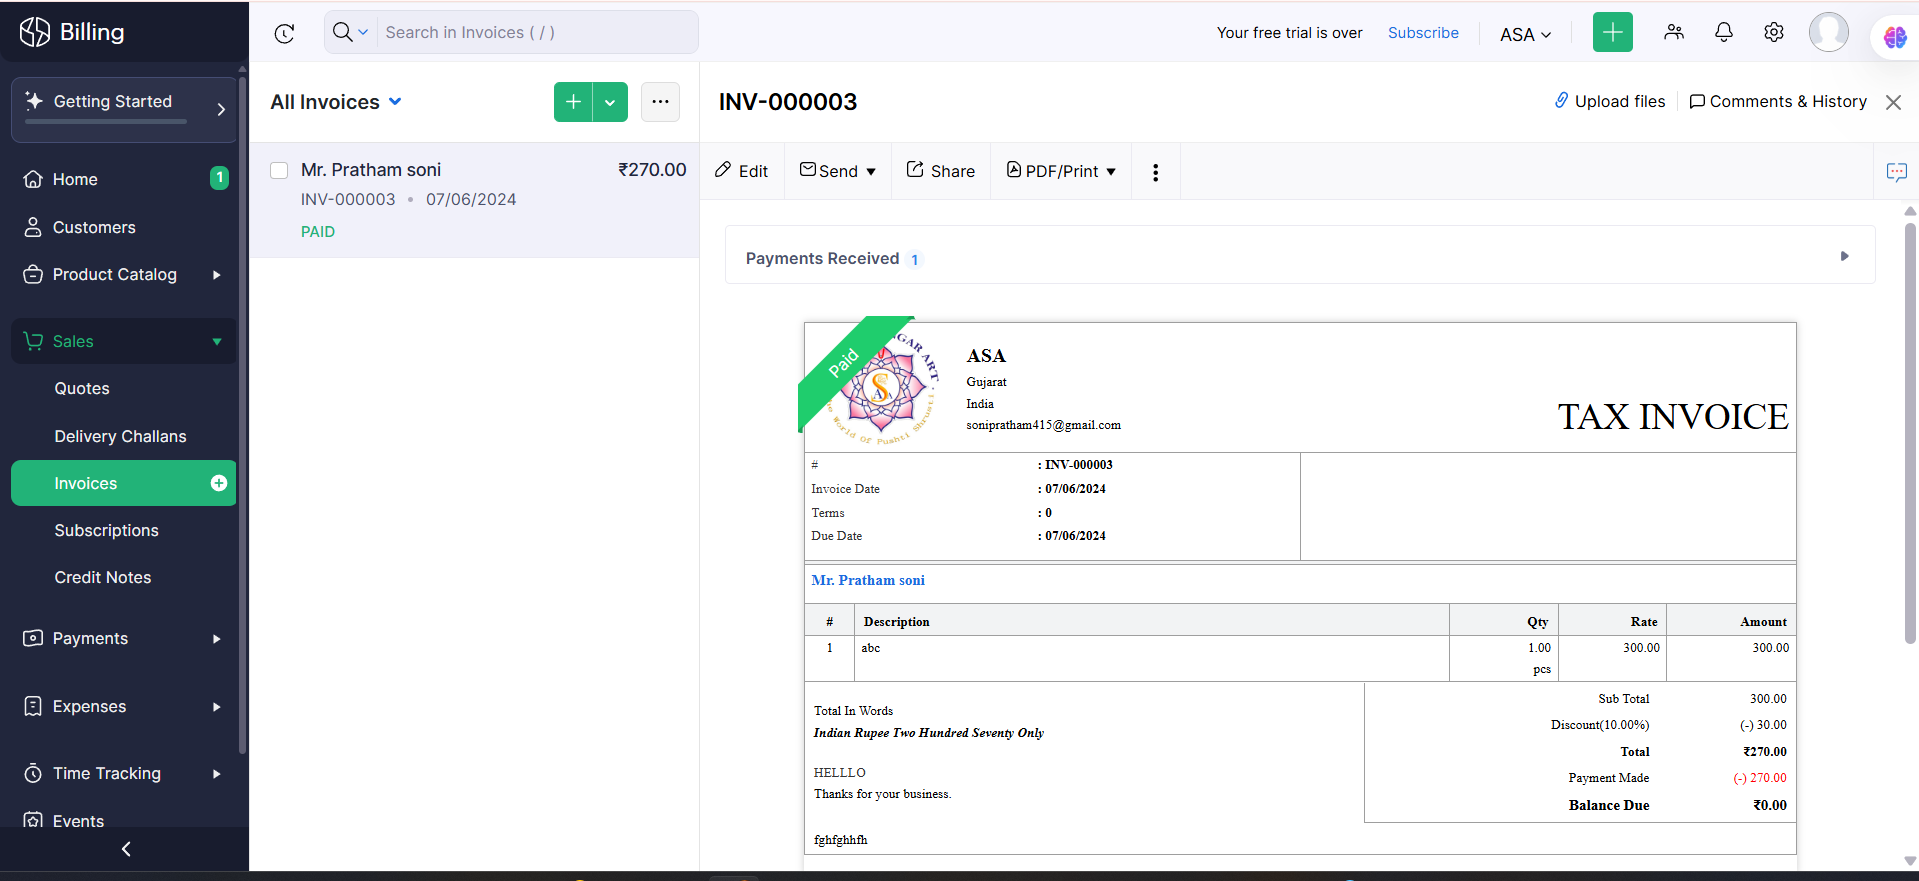 Billing
Search in Invoices ( / )
Your free trial is over
Subscribe
ASA
Getting Started
Home
1
Customers
Product Catalog
Sales
Quotes
Delivery Challans
Invoices
Subscriptions
Credit Notes
Payments
Expenses
Time Tracking
Events
All Invoices
Mr. Pratham soni ₹270.00
INV-000003 • 07/06/2024
PAID
INV-000003
Upload files
Comments & History
Edit
Send
Share
PDF/Print
Payments Received 1
Paid
ASA
Gujarat
India
sonipratham415@gmail.com
TAX INVOICE
# : INV-000003
Invoice Date : 07/06/2024
Terms : 0
Due Date : 07/06/2024
Mr. Pratham soni
# Description Qty Rate Amount
1 abc 1.00 300.00 300.00
pcs
Sub Total 300.00
Discount(10.00%) (-) 30.00
Total ₹270.00
Payment Made (-) 270.00
Balance Due ₹0.00
Total In Words
Indian Rupee Two Hundred Seventy Only
HELLLO
Thanks for your business.
fghfghhfh